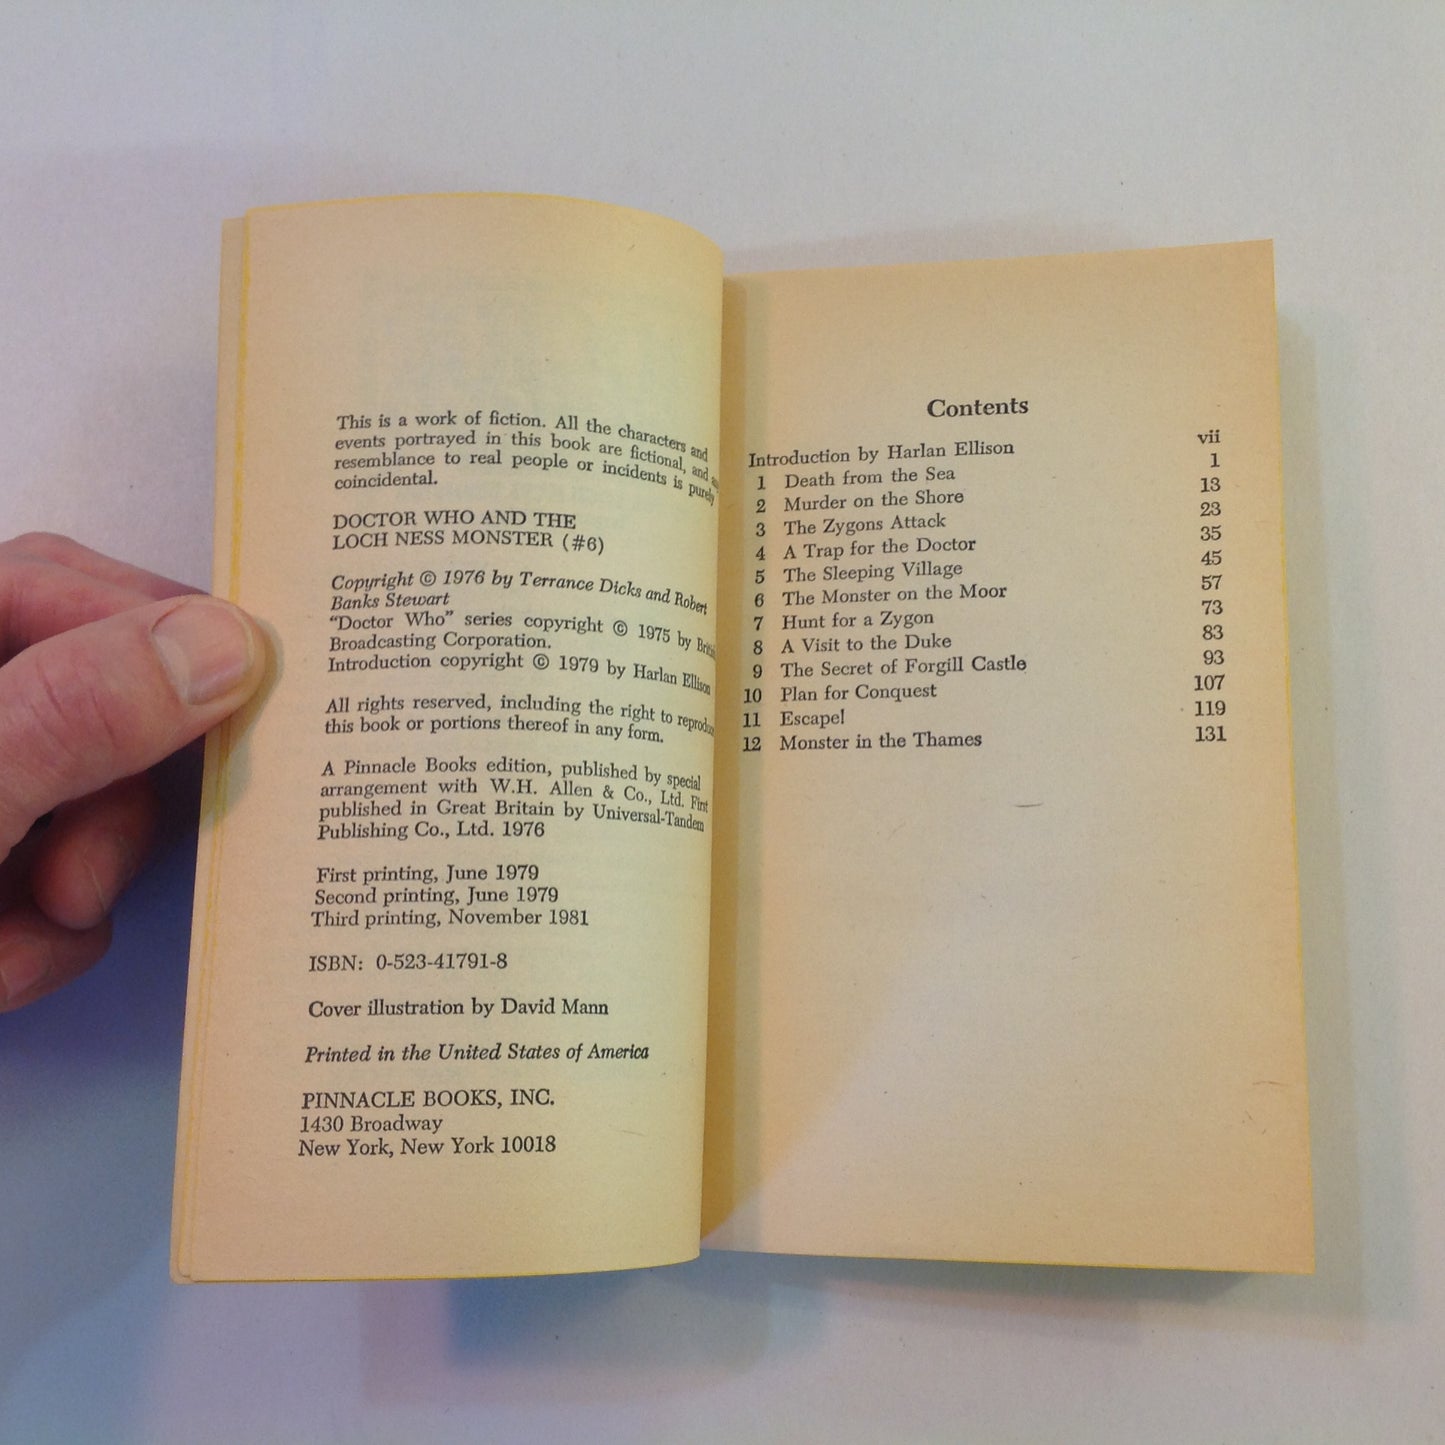 This is a work of fiction. All the characters and
events portrayed in this book are fictional, and any
resemblance to real people or incidents is purely
coincidental.
DOCTOR WHO AND THE
LOCH NESS MONSTER (#6)
Copyright © 1976 by Terrance Dicks and Robert
Banks Stewart
"Doctor Who" series copyright © 1975 by
Broadcasting Corporation.
Introduction copyright © 1979 by Harlan Ellison
All rights reserved, including the right to reproduce
this book or portions thereof in any form.
A Pinnacle Books edition, published by special
arrangement with W.H. Allen & Co., Ltd. First
published in Great Britain by Universal-Tandem
Publishing Co., Ltd. 1976
First printing, June 1979
Second printing, June 1979
Third printing, November 1981
ISBN: 0-523-41791-8
Cover illustration by David Mann
Printed in the United States of America
PINNACLE BOOKS, INC.
1430 Broadway
New York, New York 10018
Contents
Introduction by Harlan Ellison vii
1 Death from the Sea 1
2 Murder on the Shore 13
3 The Zygons Attack 23
4 A Trap for the Doctor 35
5 The Sleeping Village 45
6 The Monster on the Moor 57
7 Hunt for a Zygon 73
8 A Visit to the Duke 83
9 The Secret of Forgill Castle 93
10 Plan for Conquest 107
11 Escape! 119
12 Monster in the Thames 131